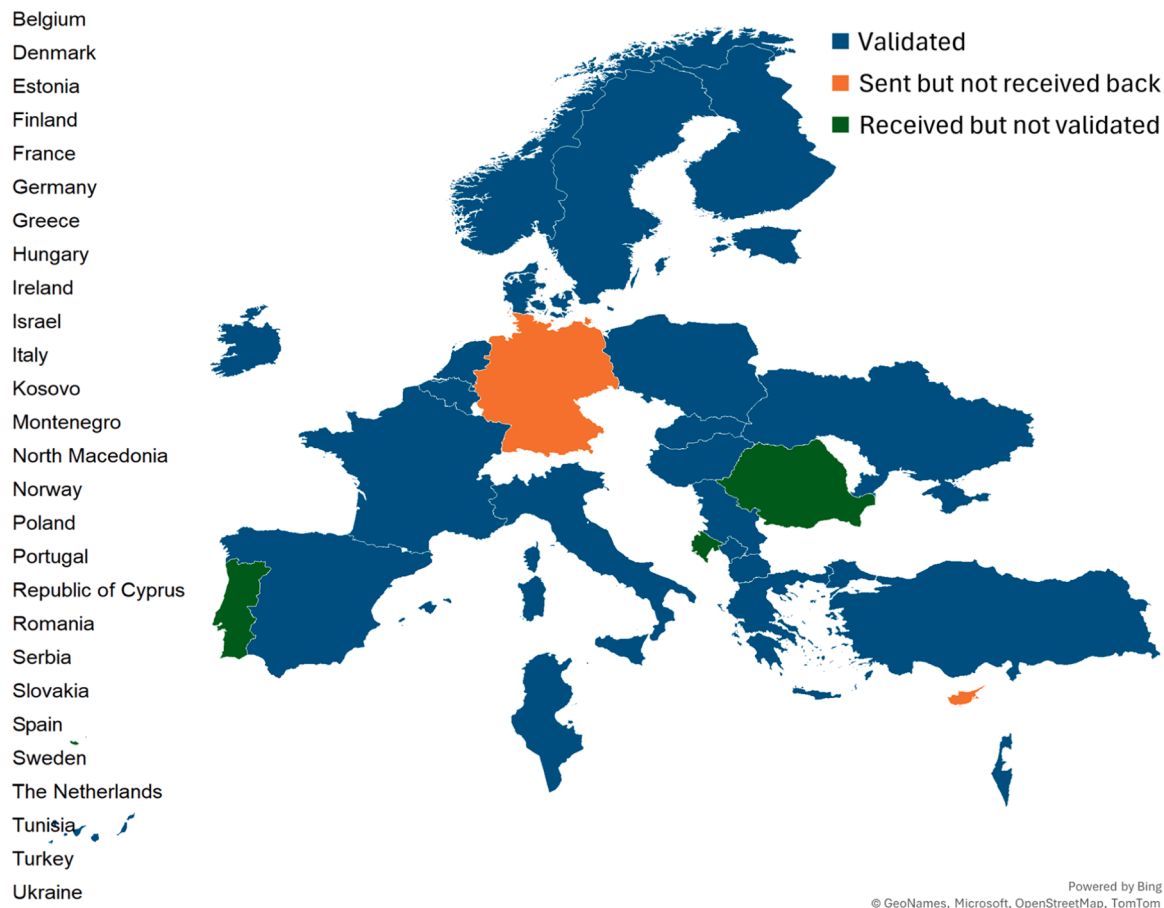 Belgium
Denmark
Estonia
Finland
France
Germany
Greece
Hungary
Ireland
Israel
Italy
Kosovo
Montenegro
North Macedonia
Norway
Poland
Portugal
Republic of Cyprus
Romania
Serbia
Slovakia
Spain
Sweden
The Netherlands
Tunisia
Turkey
Ukraine
Validated
Sent but not received back
Received but not validated
Powered by Bing
© GeoNames, Microsoft, OpenStreetMap, TomTom